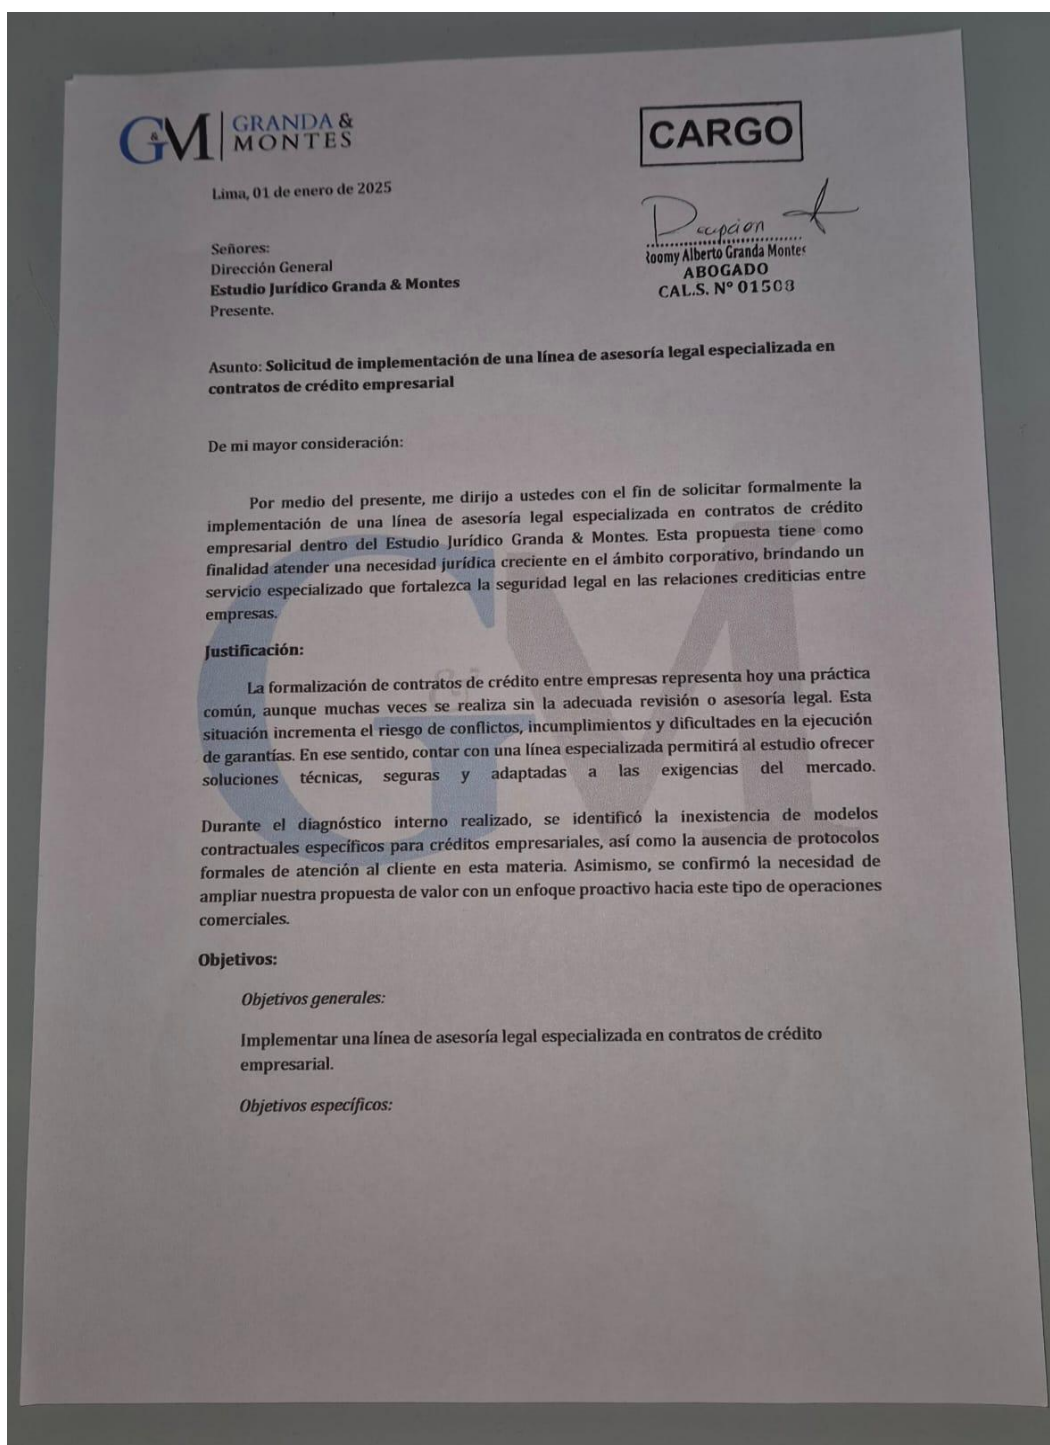 G&M GRANDA &
MONTES
CARGO
Lima, 01 de enero de 2025
Roomy Alberto Granda Montes
ABOGADO
CAL.S. Nº 01508
Señores:
Dirección General
Estudio Jurídico Granda & Montes
Presente.
Asunto: Solicitud de implementación de una línea de asesoría legal especializada en
contratos de crédito empresarial
De mi mayor consideración:
Por medio del presente, me dirijo a ustedes con el fin de solicitar formalmente la
implementación de una línea de asesoría legal especializada en contratos de crédito
empresarial dentro del Estudio Jurídico Granda & Montes. Esta propuesta tiene como
finalidad atender una necesidad jurídica creciente en el ámbito corporativo, brindando un
servicio especializado que fortalezca la seguridad legal en las relaciones crediticias entre
empresas.
Justificación:
La formalización de contratos de crédito entre empresas representa hoy una práctica
común, aunque muchas veces se realiza sin la adecuada revisión o asesoría legal. Esta
situación incrementa el riesgo de conflictos, incumplimientos y dificultades en la ejecución
de garantías. En ese sentido, contar con una línea especializada permitirá al estudio ofrecer
soluciones técnicas, seguras y adaptadas a las exigencias del mercado.
Durante el diagnóstico interno realizado, se identificó la inexistencia de modelos
contractuales específicos para créditos empresariales, así como la ausencia de protocolos
formales de atención al cliente en esta materia. Asimismo, se confirmó la necesidad de
ampliar nuestra propuesta de valor con un enfoque proactivo hacia este tipo de operaciones
comerciales.
Objetivos:
Objetivos generales:
Implementar una línea de asesoría legal especializada en contratos de crédito
empresarial.
Objetivos específicos: